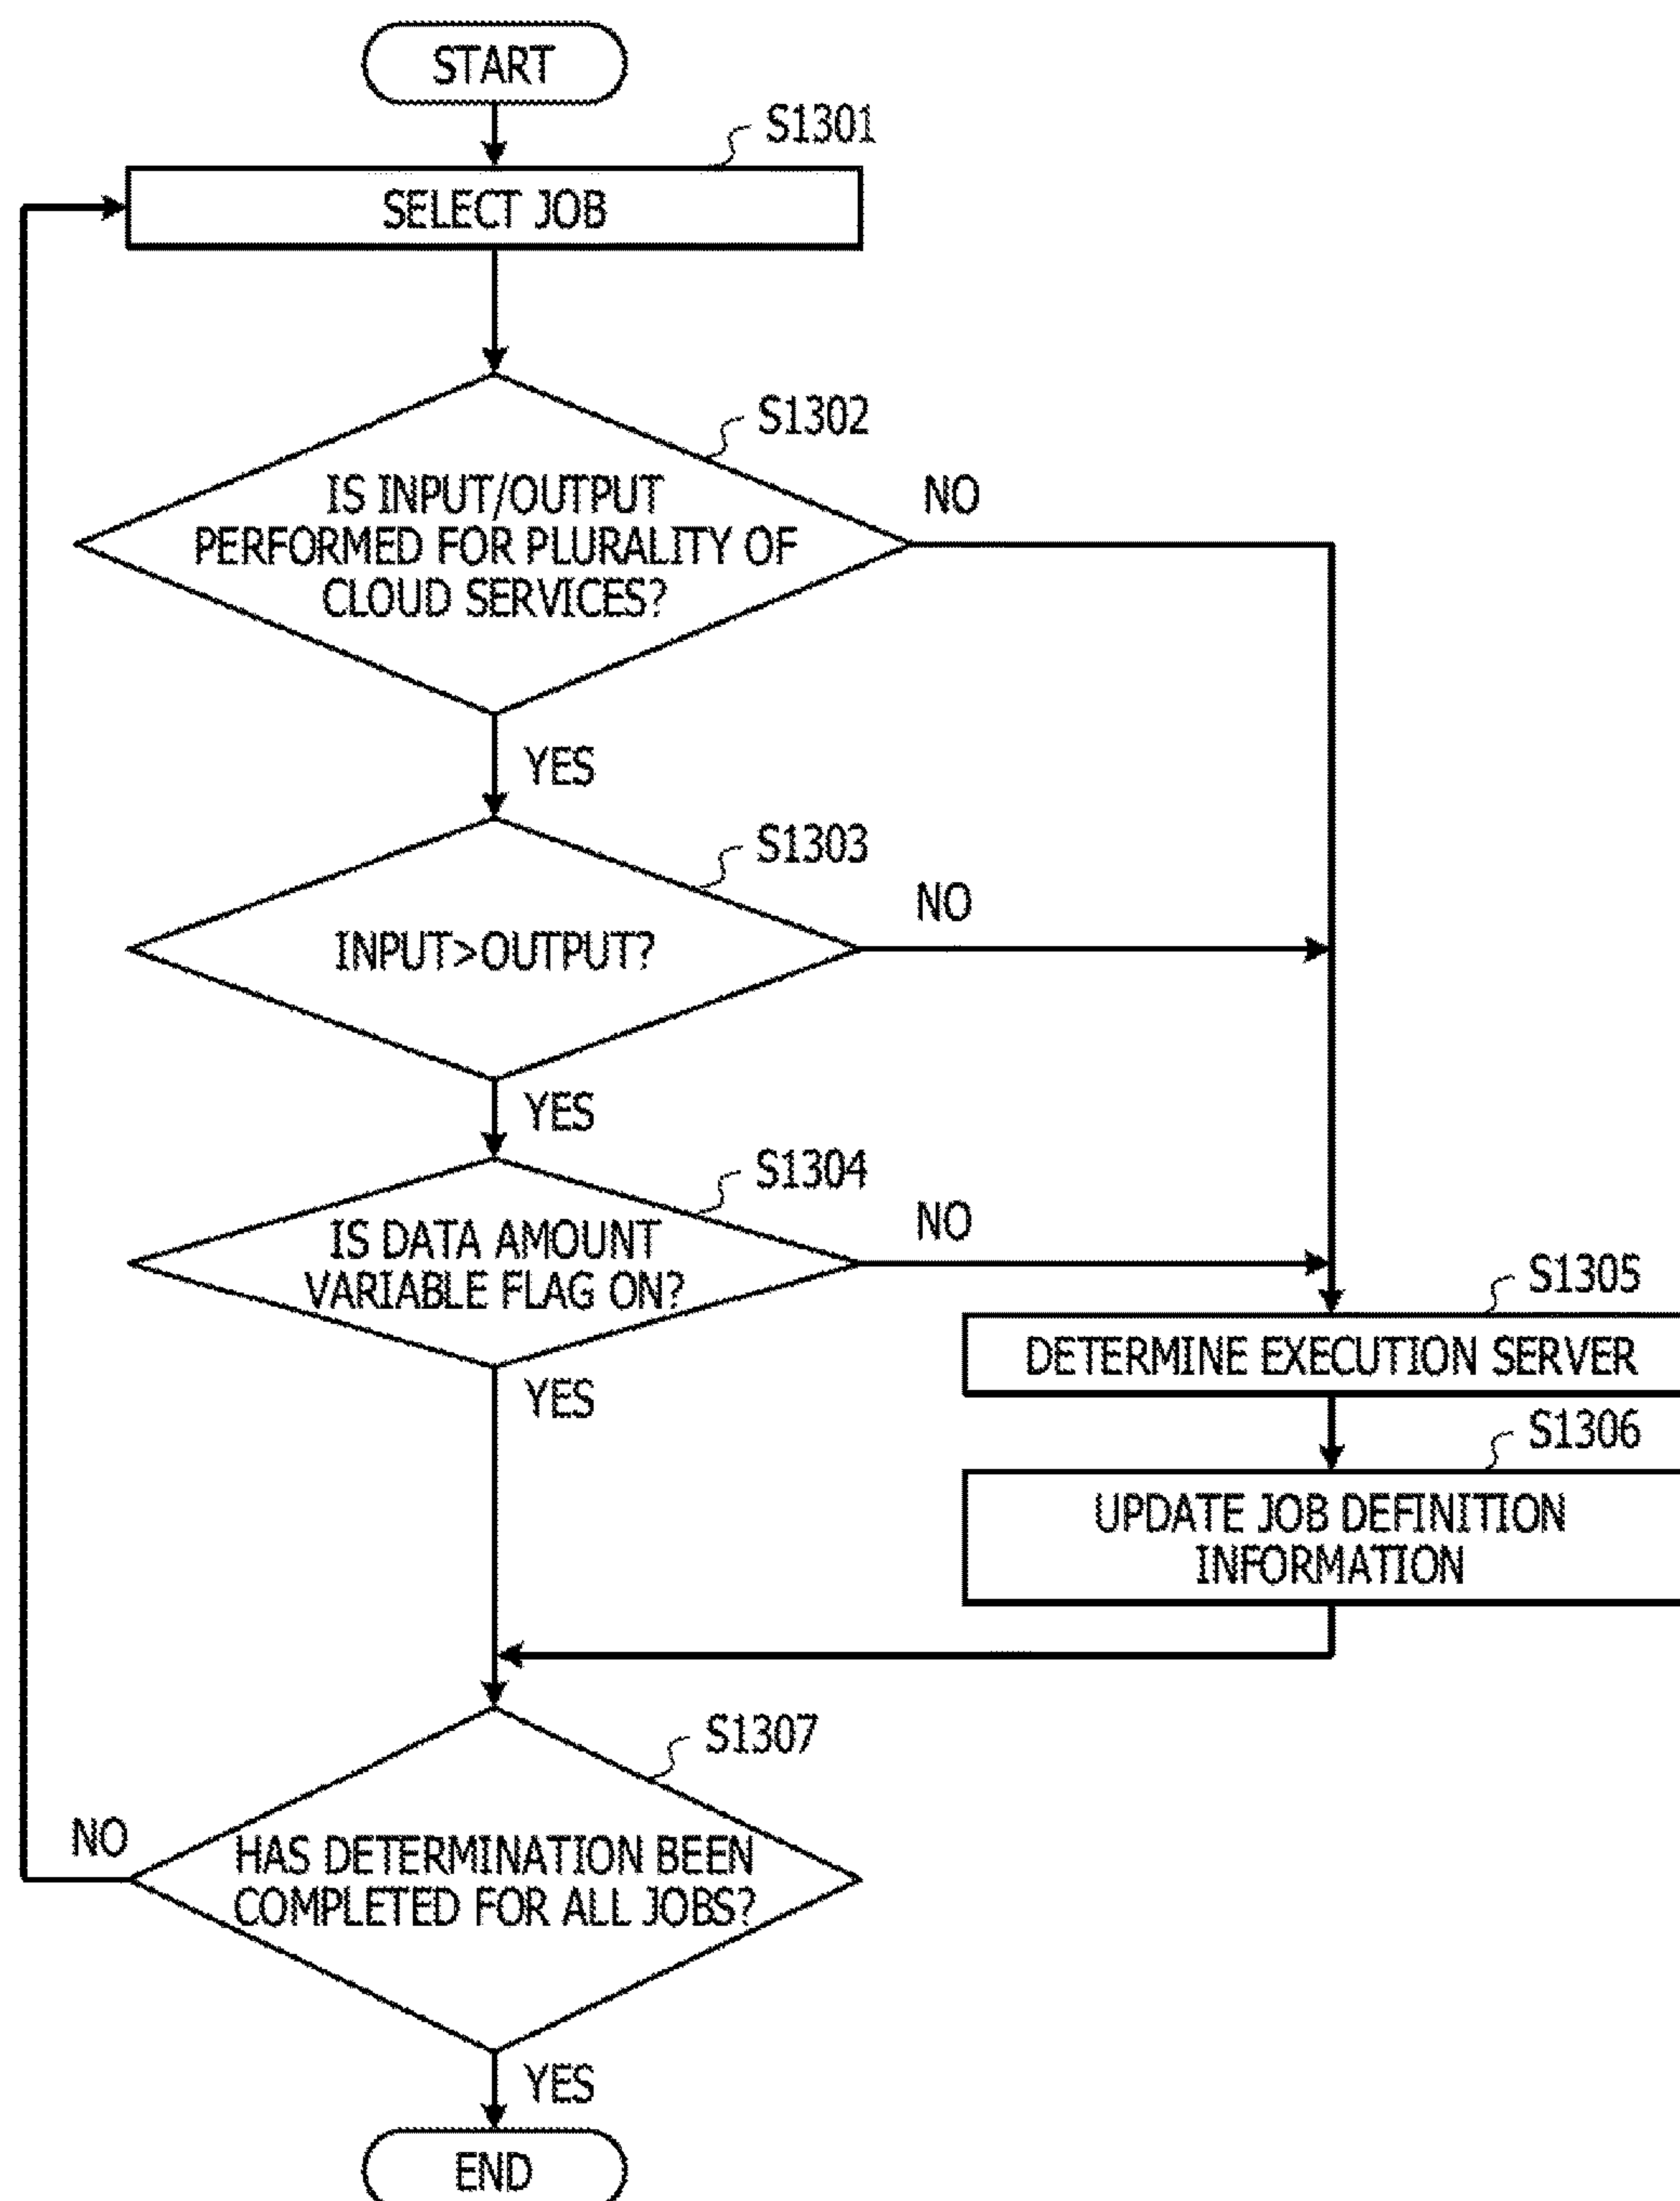 START
S1301
SELECT JOB
S1302
IS INPUT/OUTPUT
PERFORMED FOR PLURALITY OF
CLOUD SERVICES?
NO
YES
S1303
INPUT>OUTPUT?
NO
YES
S1304
IS DATA AMOUNT
VARIABLE FLAG ON?
NO
YES
S1305
DETERMINE EXECUTION SERVER
S1306
UPDATE JOB DEFINITION
INFORMATION
S1307
HAS DETERMINATION BEEN
COMPLETED FOR ALL JOBS?
NO
YES
END